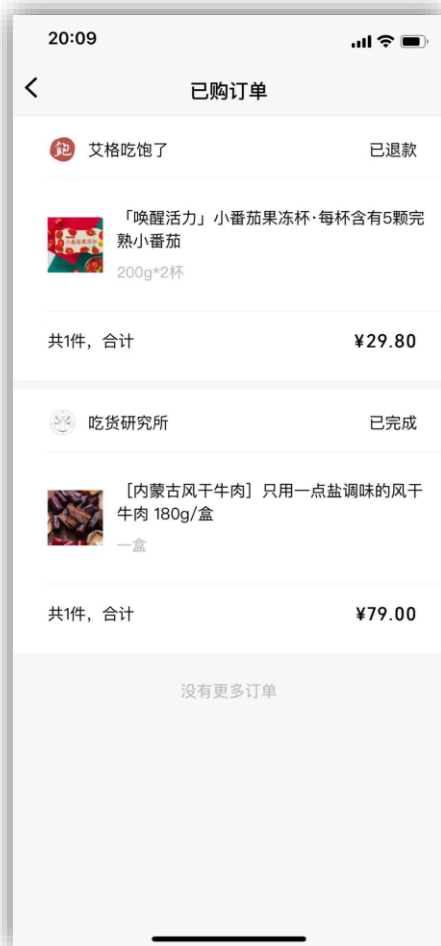 20:09
已购订单
艾格吃饱了
已退款
「唤醒活力」小番茄果冻杯·每杯含有5颗完
熟小番茄
200g*2杯
共1件，合计
¥29.80
吃货研究所
已完成
［内蒙古风干牛肉］只用一点盐调味的风干
牛肉 180g/盒
一盒
共1件，合计
¥79.00
没有更多订单